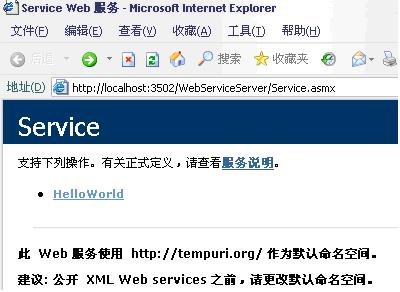 Service Web 服务 - Microsoft Internet Explorer
文件(F) 编辑(E) 查看(V) 收藏(A) 工具(T) 帮助(H)
后退 搜索 收藏夹
地址(D) http://localhost:3502/WebServiceServer/Service.asmx
Service
支持下列操作。有关正式定义，请查看服务说明。
• HelloWorld
此 Web 服务使用 http://tempuri.org/ 作为默认命名空间。
建议: 公开 XML Web services 之前，请更改默认命名空间。